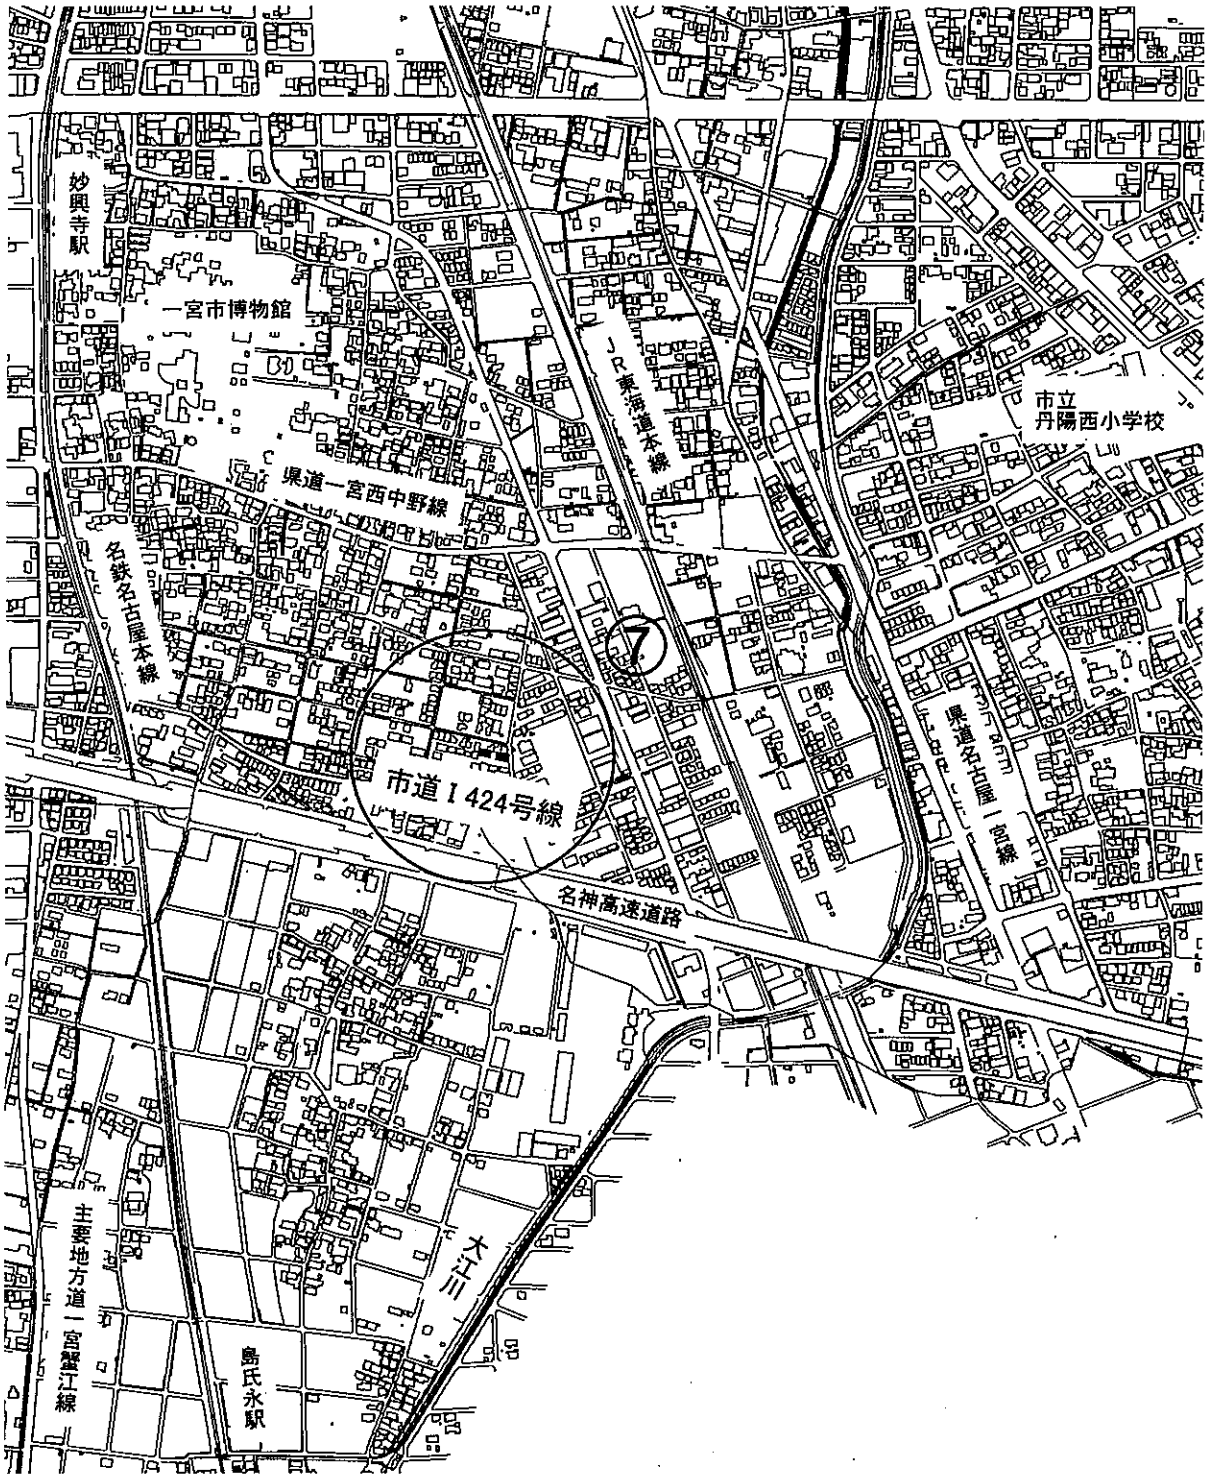 妙興寺駅
一宮市博物館
JR東海道本線
市立
丹陽西小学校
県道一宮西中野線
名鉄名古屋本線
⑦
県道名古屋一宮線
市道Ⅰ424号線
名神高速道路
主要地方道一宮蟹江線
大江川
島氏永駅